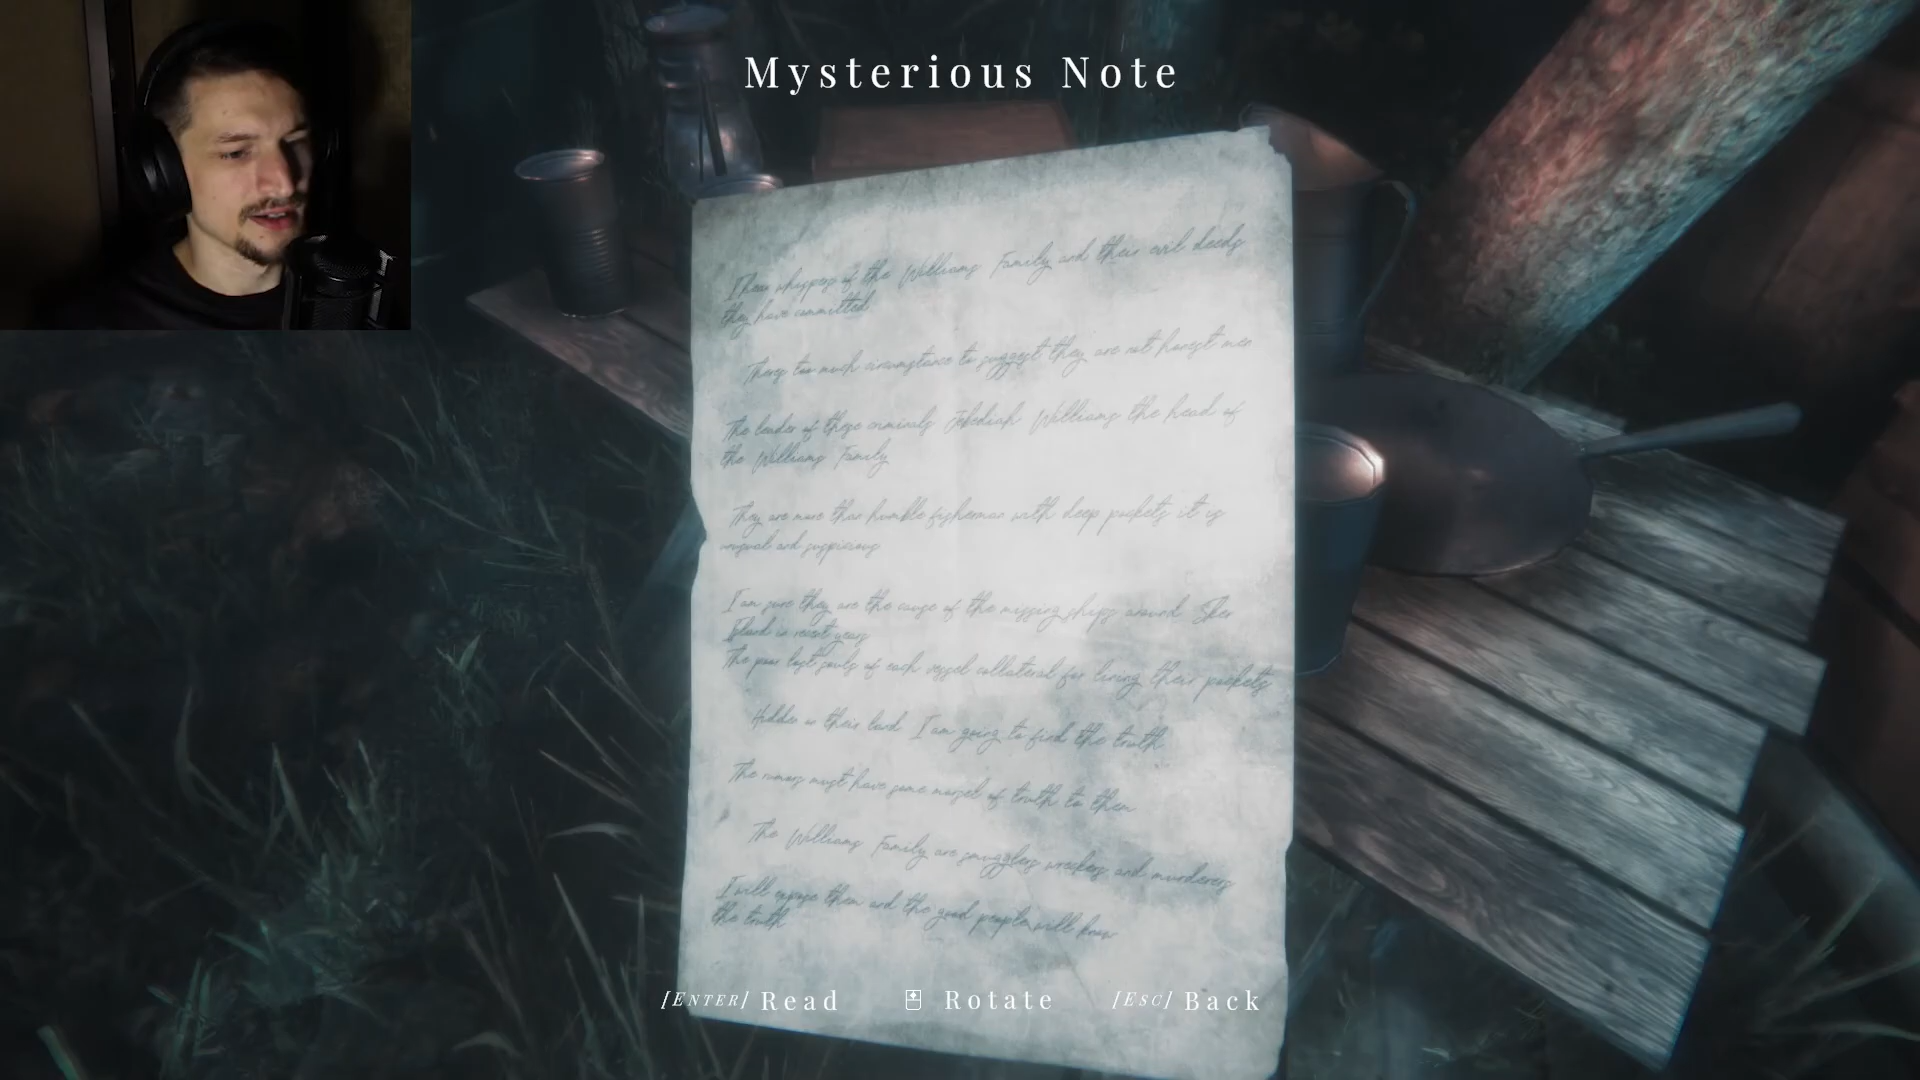 Mysterious Note
I hear whispers of the Williams Family and their evil deeds
they have committed
Theres too much circumstance to suggest they are not honest men
The leader of these criminals Jebediah Williams the head of
the Williams Family
They are more than humble fisherman with deep pockets it is
unusual and suspicious
I am sure they are the cause of the missing ships around Sker
Island in recent years
The poor lost souls of each vessel collateral for lining their pockets
Hidden in their land I am going to find the truth
The rumors must have some morsel of truth to them
The Williams Family are smugglers wreckers and murderers
I will expose them and the good people will know
the truth
[ENTER] Read Rotate [ESC] Back